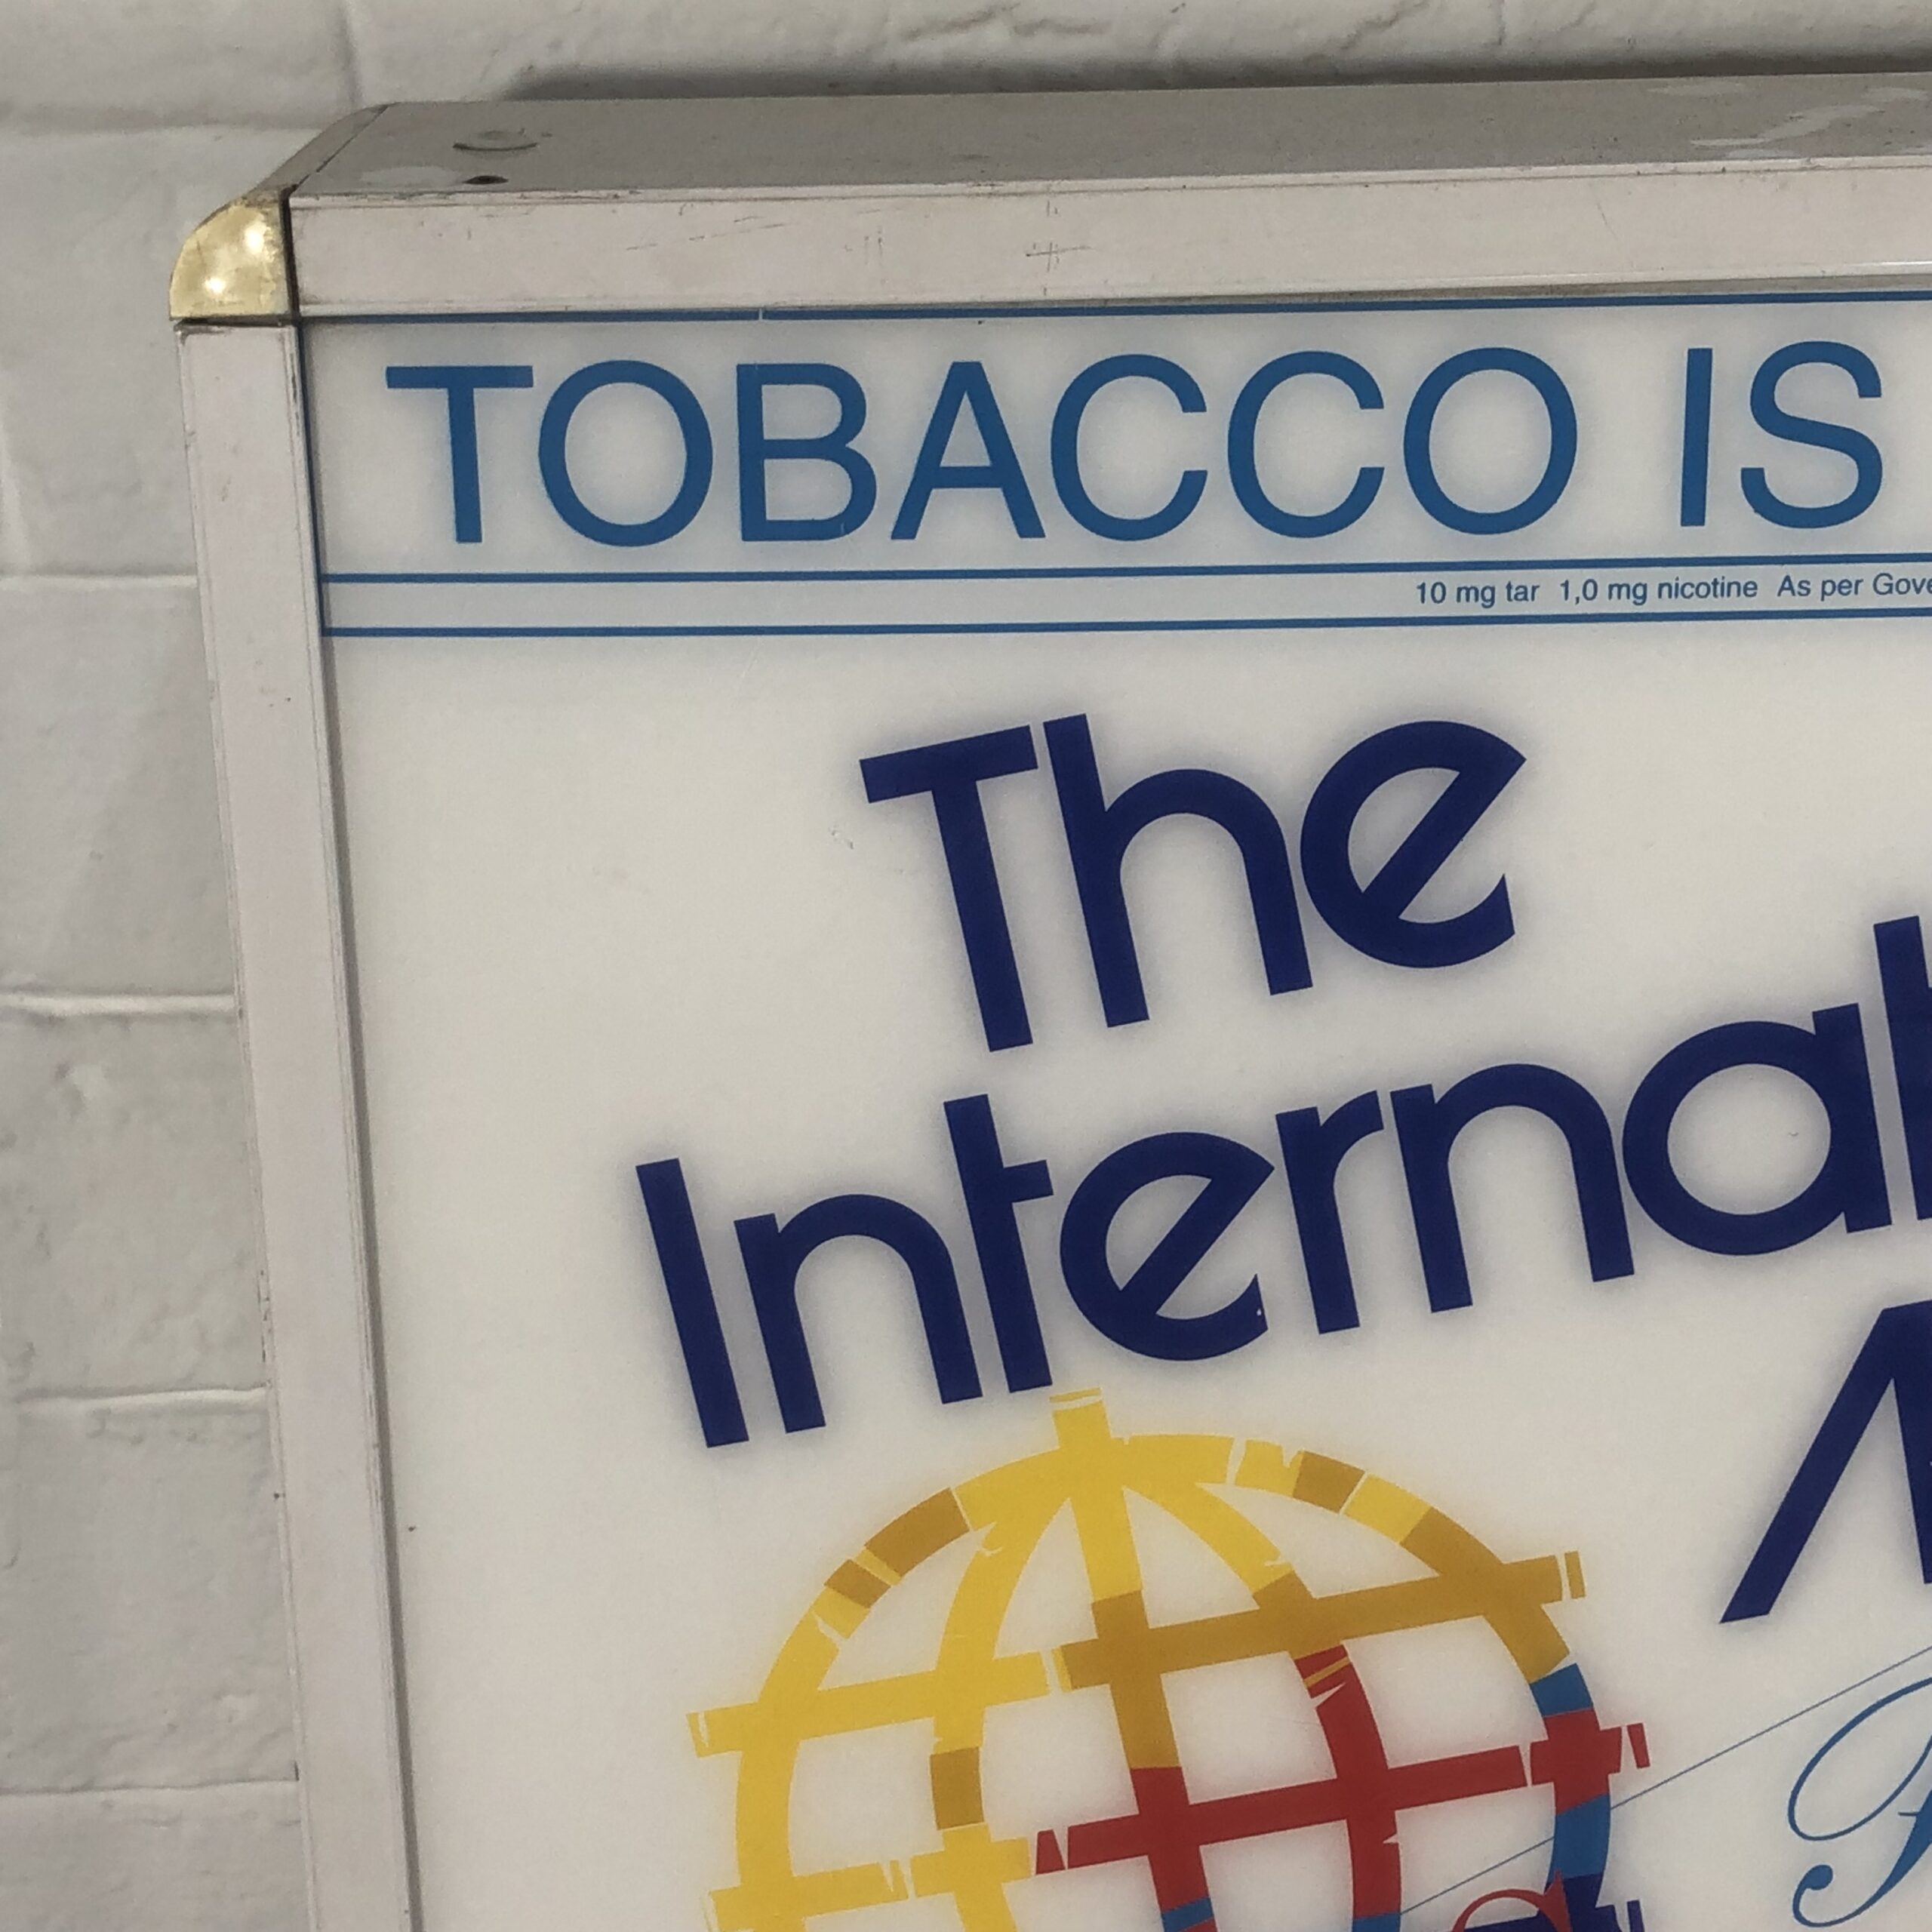 TOBACCO IS
10 mg tar 1,0 mg nicotine As per Gove
The
Internat